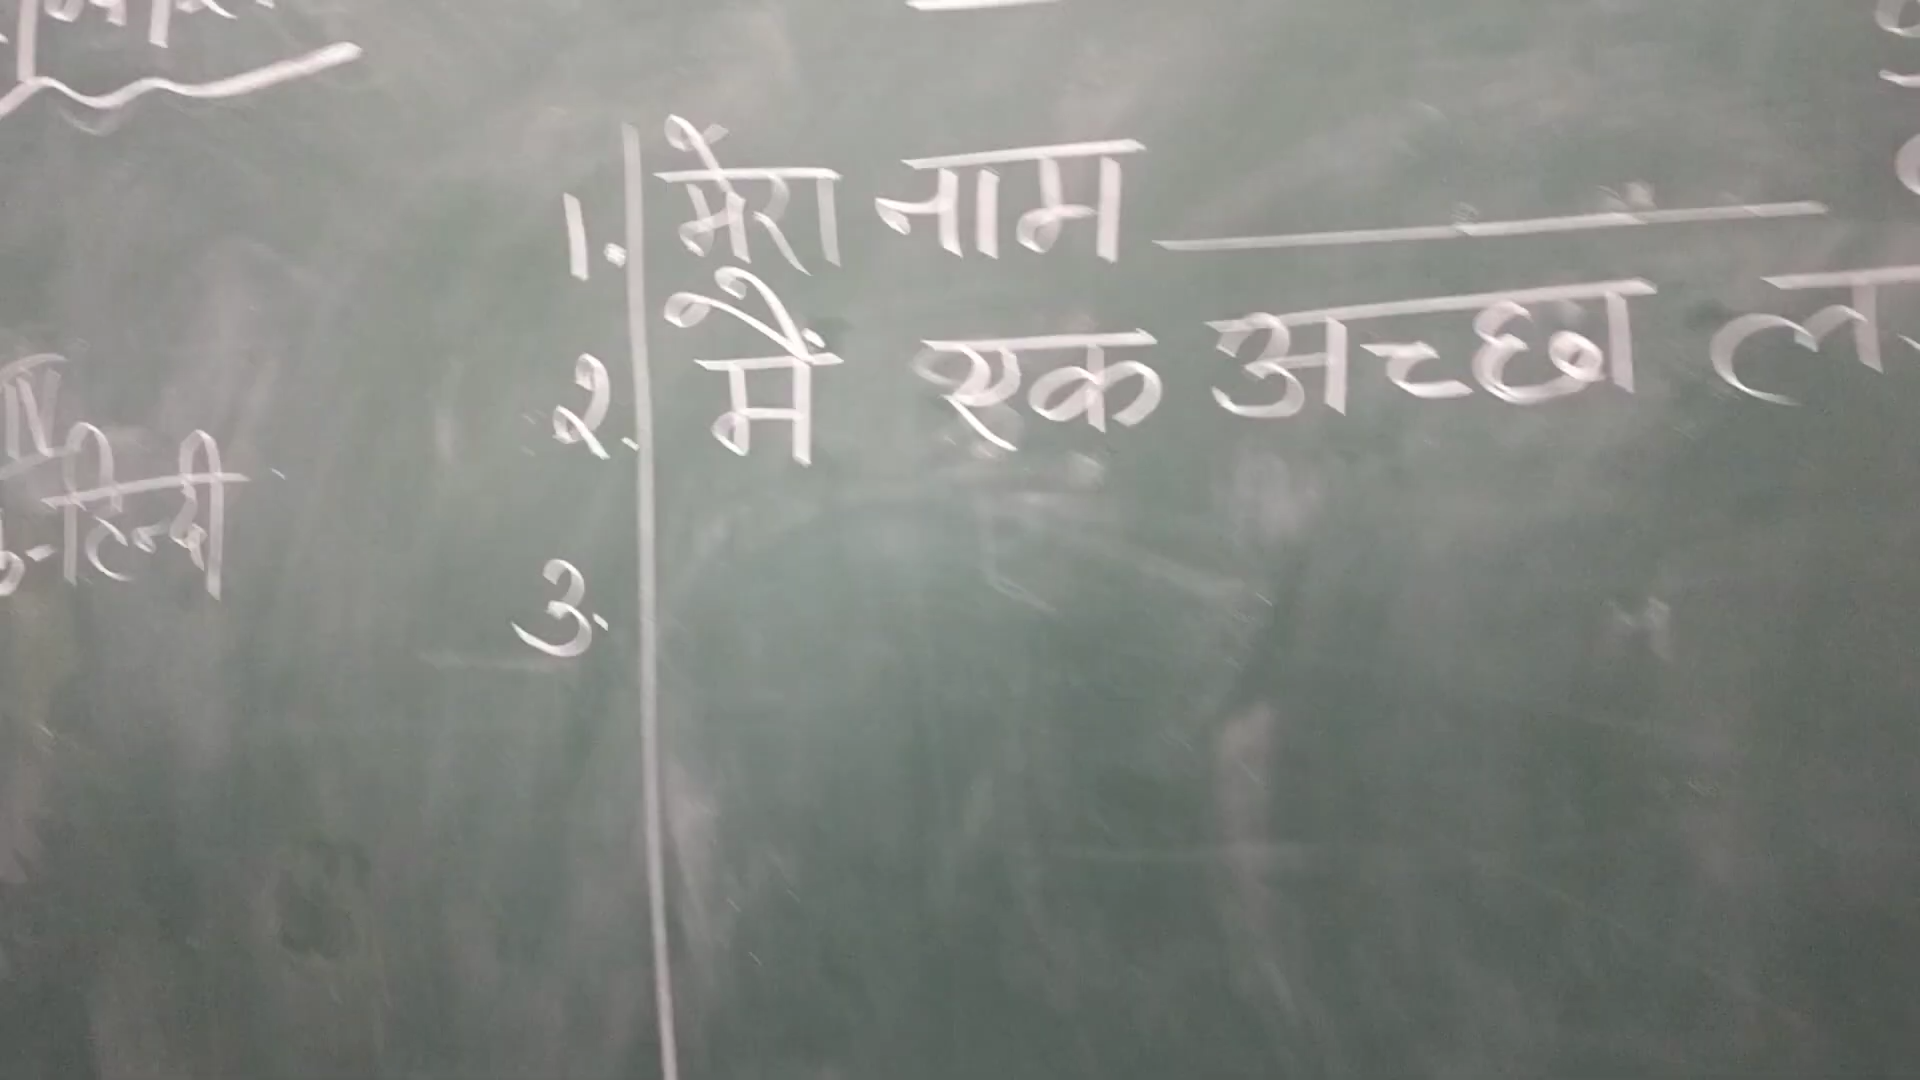 1. मेरा नाम ________
2. मैं एक अच्छा
हिन्दी
3.